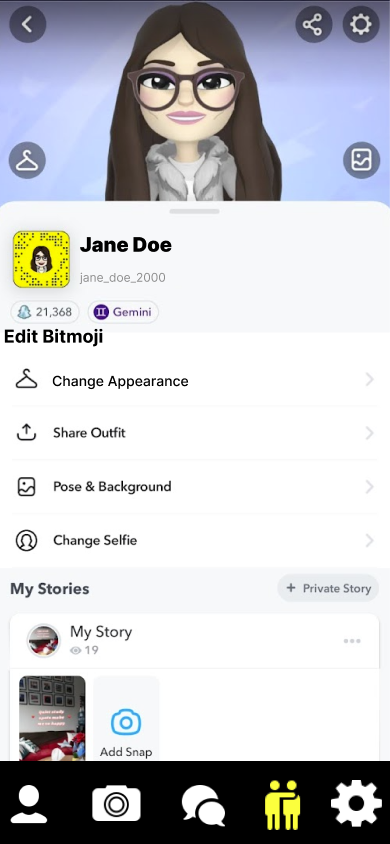 Jane Doe
jane_doe_2000
21,368 Gemini
Edit Bitmoji
Change Appearance
Share Outfit
Pose & Background
Change Selfie
My Stories + Private Story
My Story
19
Add Snap